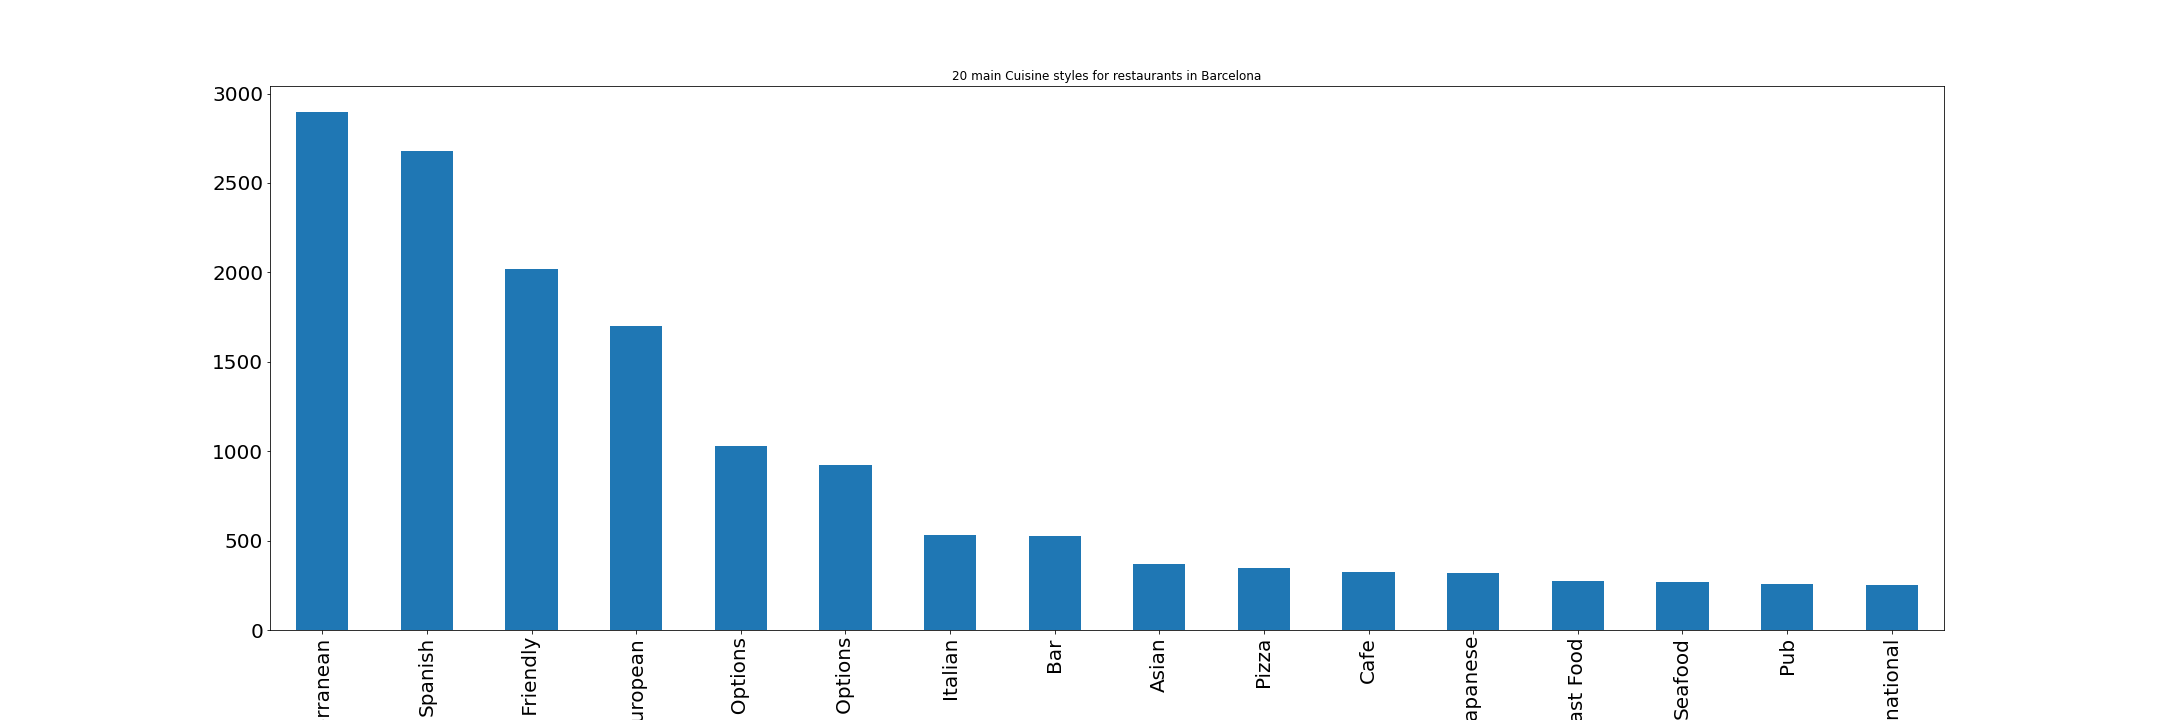 20 main Cuisine styles for restaurants in Barcelona
3000
2500
2000
1500
1000
500
0
rranean
Spanish
Friendly
uropean
Options
Options
Italian
Bar
Asian
Pizza
Cafe
apanese
ast Food
Seafood
Pub
national